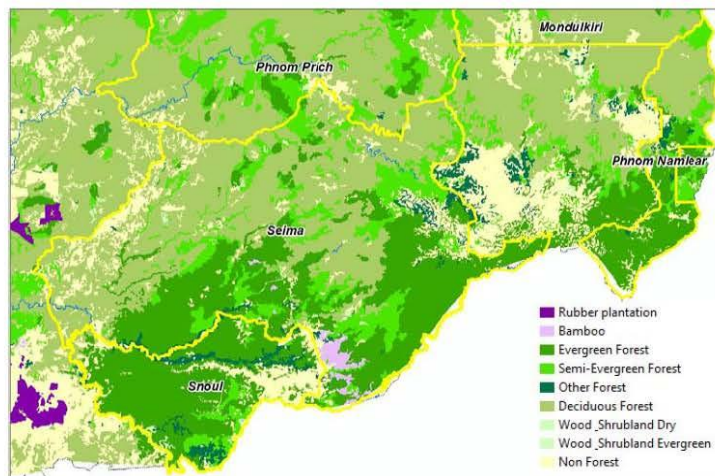 Mondulkiri
Phnom Prich
Phnom Namlear
Seima
Snoul
Rubber plantation
Bamboo
Evergreen Forest
Semi-Evergreen Forest
Other Forest
Deciduous Forest
Wood_Shrubland Dry
Wood_Shrubland Evergreen
Non Forest